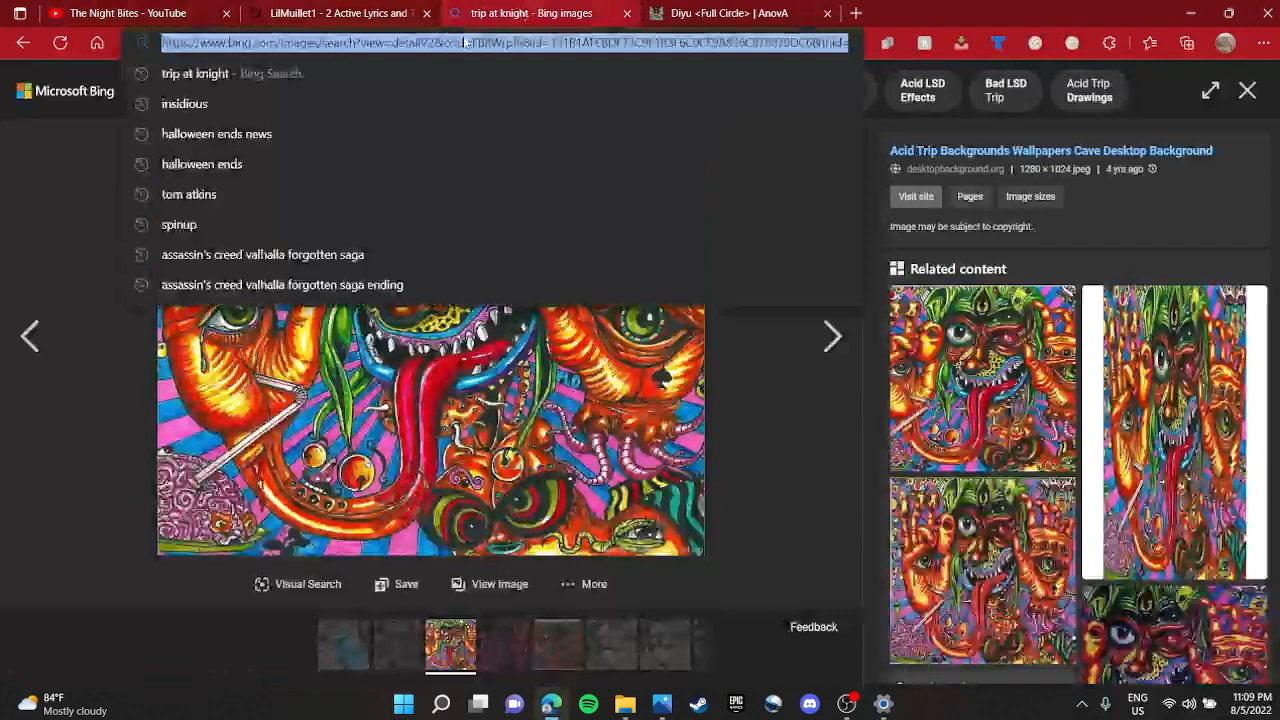 The Night Bites - YouTube
LilMuillet1 - 2 Active Lyrics and T
trip at knight - Bing images
Diyu <Full Circle> | AnovA
trip at knight - Bing Search
insidious
halloween ends news
halloween ends
tom atkins
spinup
assassin's creed valhalla forgotten saga
assassin's creed valhalla forgotten saga ending
Microsoft Bing
Acid LSD
Effects
Bad LSD
Trip
Acid Trip
Drawings
Acid Trip Backgrounds Wallpapers Cave Desktop Background
desktopbackground.org | 1280 × 1024 jpeg | 4 yrs ago
Visit site
Pages
Image sizes
Image may be subject to copyright.
Related content
Visual Search
Save
View Image
More
Feedback
84°F
Mostly cloudy
EPIC
GAMES
ENG
US
11:09 PM
8/5/2022